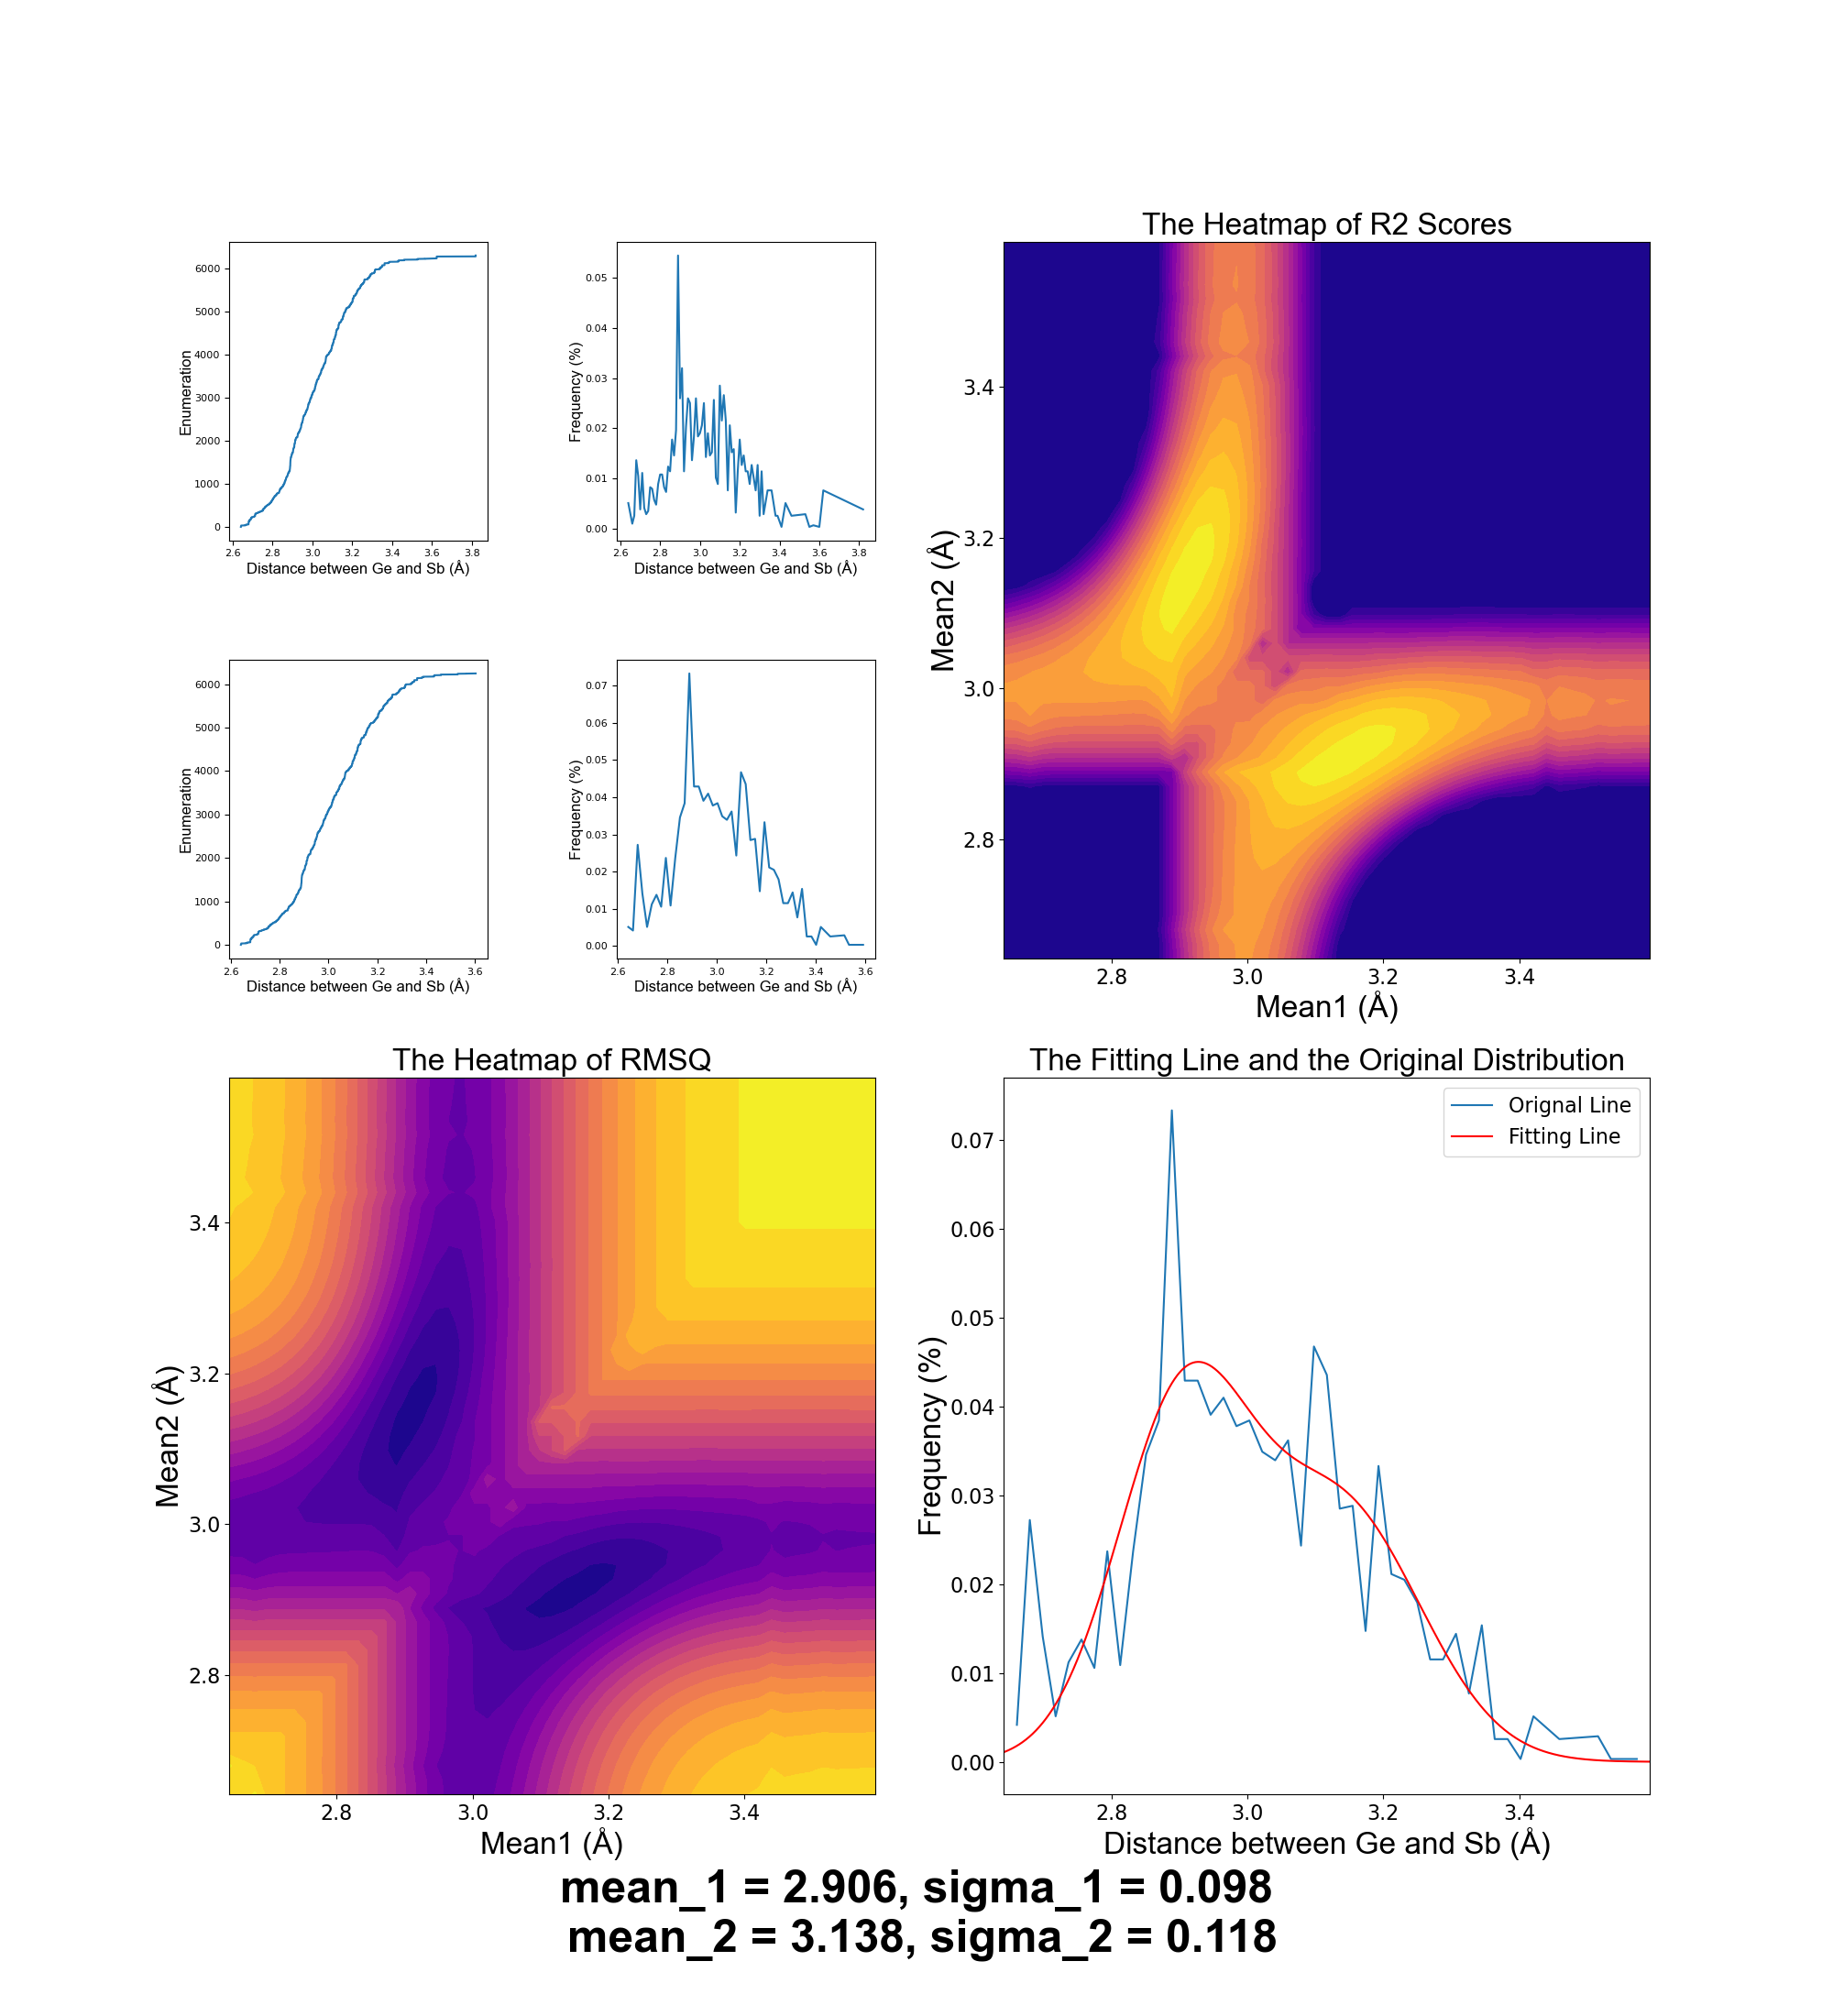 The Heatmap of R2 Scores
Enumeration
6000
5000
4000
3000
2000
1000
0
2.6 2.8 3.0 3.2 3.4 3.6 3.8
Distance between Ge and Sb (Å)
Frequency (%)
0.05
0.04
0.03
0.02
0.01
0.00
2.6 2.8 3.0 3.2 3.4 3.6 3.8
Distance between Ge and Sb (Å)
Mean2 (Å)
3.4
3.2
3.0
2.8
2.8 3.0 3.2 3.4
Mean1 (Å)
Enumeration
6000
5000
4000
3000
2000
1000
0
2.6 2.8 3.0 3.2 3.4 3.6
Distance between Ge and Sb (Å)
Frequency (%)
0.07
0.06
0.05
0.04
0.03
0.02
0.01
0.00
2.6 2.8 3.0 3.2 3.4 3.6
Distance between Ge and Sb (Å)
The Heatmap of RMSQ
Mean2 (Å)
3.4
3.2
3.0
2.8
2.8 3.0 3.2 3.4
Mean1 (Å)
The Fitting Line and the Original Distribution
Orignal Line
Fitting Line
Frequency (%)
0.07
0.06
0.05
0.04
0.03
0.02
0.01
0.00
2.8 3.0 3.2 3.4
Distance between Ge and Sb (Å)
mean_1 = 2.906, sigma_1 = 0.098
mean_2 = 3.138, sigma_2 = 0.118